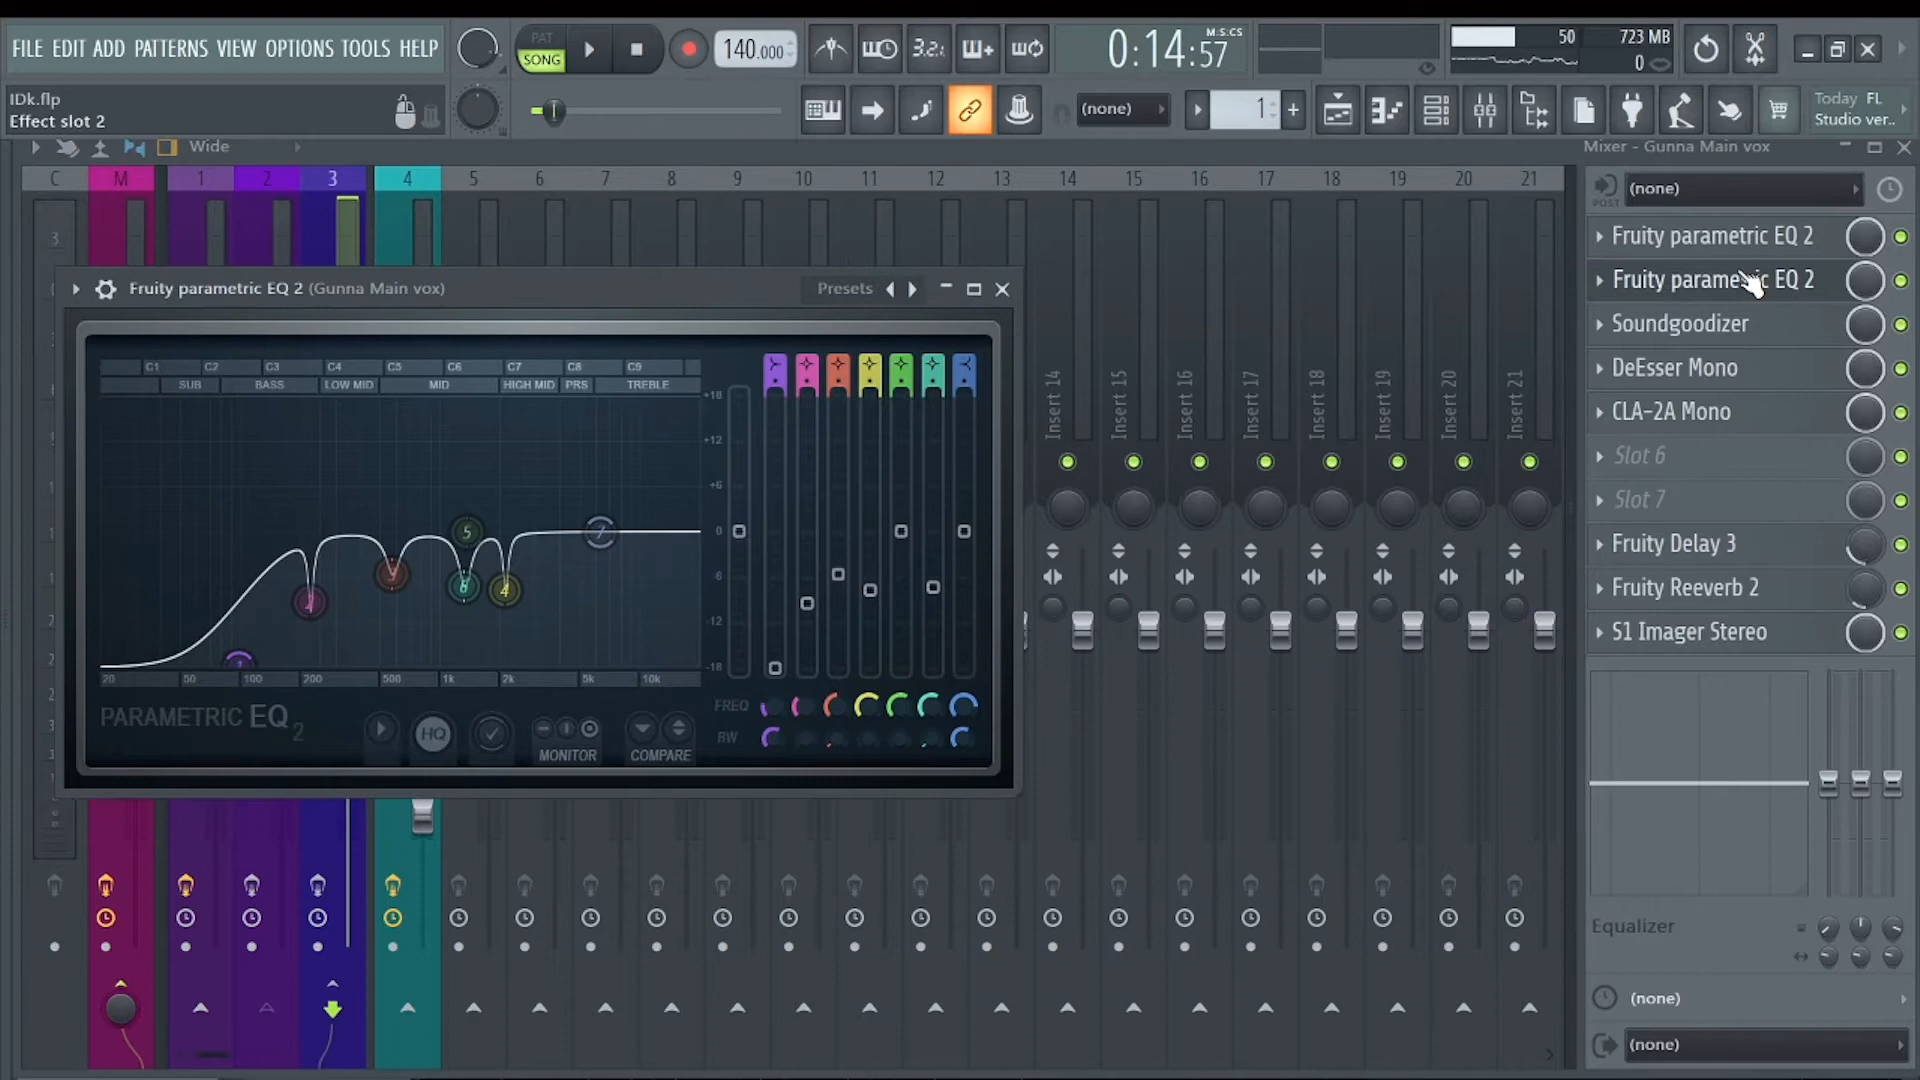 FILE EDIT ADD PATTERNS VIEW OPTIONS TOOLS HELP
PAT
SONG
140.000
3.2.
0:14:57
M:S:CS
50
723 MB
0
IDk.flp
Effect slot 2
(none)
1
Today FL
Studio ver..
Wide
Mixer - Gunna Main vox
C M 1 2 3 4 5 6 7 8 9 10 11 12 13 14 15 16 17 18 19 20 21
POST
(none)
Fruity parametric EQ 2
Fruity parametric EQ 2
Soundgoodizer
DeEsser Mono
CLA-2A Mono
Slot 6
Slot 7
Fruity Delay 3
Fruity Reeverb 2
S1 Imager Stereo
Equalizer
(none)
(none)
Insert 14
Insert 15
Insert 16
Insert 17
Insert 18
Insert 19
Insert 20
Insert 21
Fruity parametric EQ 2 (Gunna Main vox)
Presets
C1 C2 C3 C4 C5 C6 C7 C8 C9
SUB BASS LOW MID MID HIGH MID PRS TREBLE
+18
+12
+6
0
-6
-12
-18
5
7
4
20 50 100 200 500 1k 2k 5k 10k
FREQ
BW
PARAMETRIC EQ 2
HQ
MONITOR
COMPARE